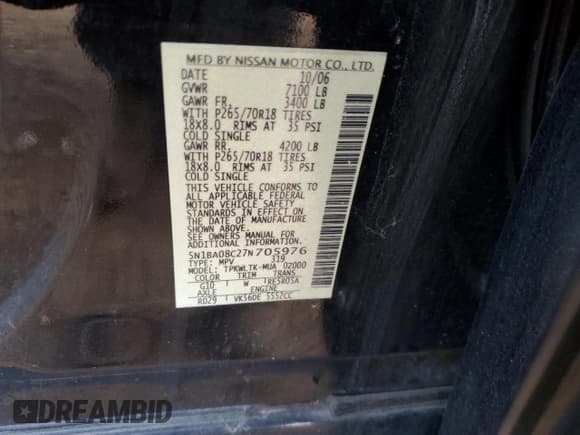 MFD BY NISSAN MOTOR CO., LTD.
DATE 10/06
GVWR 7100 LB
GAWR FR. 3400 LB
WITH P265/70R18 TIRES
18X8.0 RIMS AT 35 PSI
COLD SINGLE
GAWR RR. 4200 LB
WITH P265/70R18 TIRES
18X8.0 RIMS AT 35 PSI
COLD SINGLE
THIS VEHICLE CONFORMS TO
ALL APPLICABLE FEDERAL
MOTOR VEHICLE SAFETY
STANDARDS IN EFFECT ON
THE DATE OF MANUFACTURE
SHOWN ABOVE.
SEE OWNERS MANUAL FOR
ADDITIONAL INFORMATION.
5N1BA08C27N705976
TYPE: MPV 319
MODEL: TPKWLTK-MUA 02000
COLOR TRIM TRANS
G10 W RE5R05A
AXLE ENGINE
RD29 VK56DE 5552CC
DREAMBID